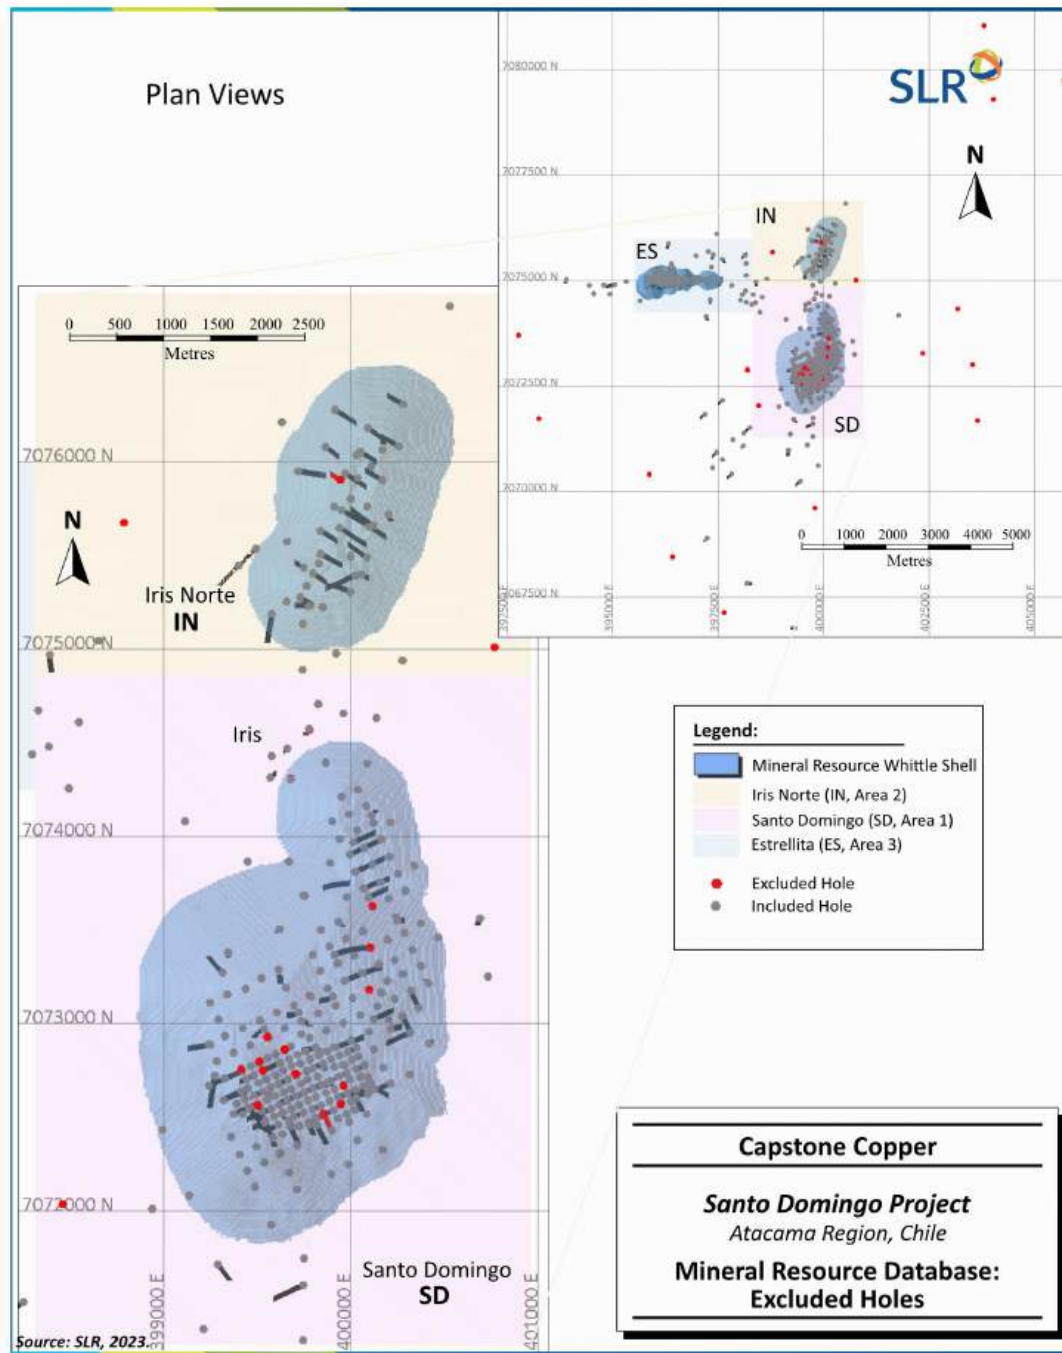 Plan Views
SLR
7080000 N
N
7077500 N
IN
ES
7075000 N
7072500 N
SD
7070000 N
0 1000 2000 3000 4000 5000
Metres
7067500 N
392500 E
395000 E
397500 E
400000 E
402500 E
405000 E
0 500 1000 1500 2000 2500
Metres
7076000 N
N
Iris Norte
IN
7075000 N
Iris
7074000 N
7073000 N
7072000 N
Santo Domingo
SD
399000 E
400000 E
401000 E
Source: SLR, 2023.
Legend:
Mineral Resource Whittle Shell
Iris Norte (IN, Area 2)
Santo Domingo (SD, Area 1)
Estrellita (ES, Area 3)
Excluded Hole
Included Hole
Capstone Copper
Santo Domingo Project
Atacama Region, Chile
Mineral Resource Database:
Excluded Holes